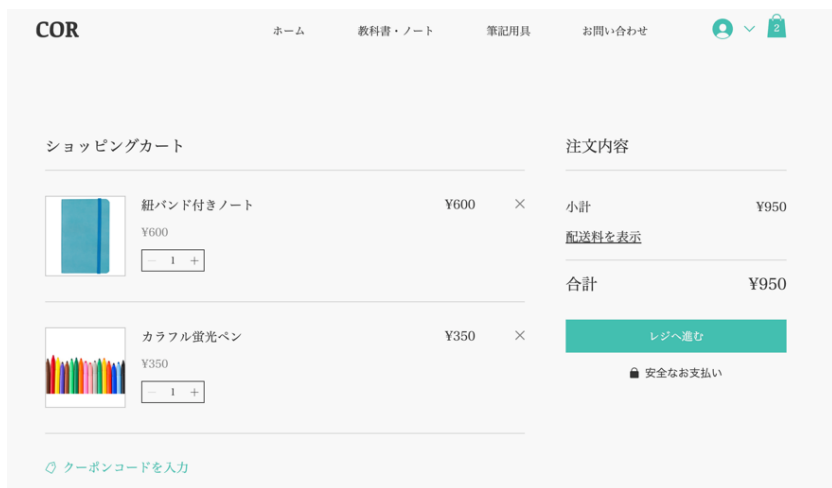 COR
ホーム 教科書・ノート 筆記用具 お問い合わせ 2
ショッピングカート
紐バンド付きノート ¥600 ×
¥600
− 1 +
カラフル蛍光ペン ¥350 ×
¥350
− 1 +
クーポンコードを入力
注文内容
小計 ¥950
配送料を表示
合計 ¥950
レジへ進む
安全なお支払い